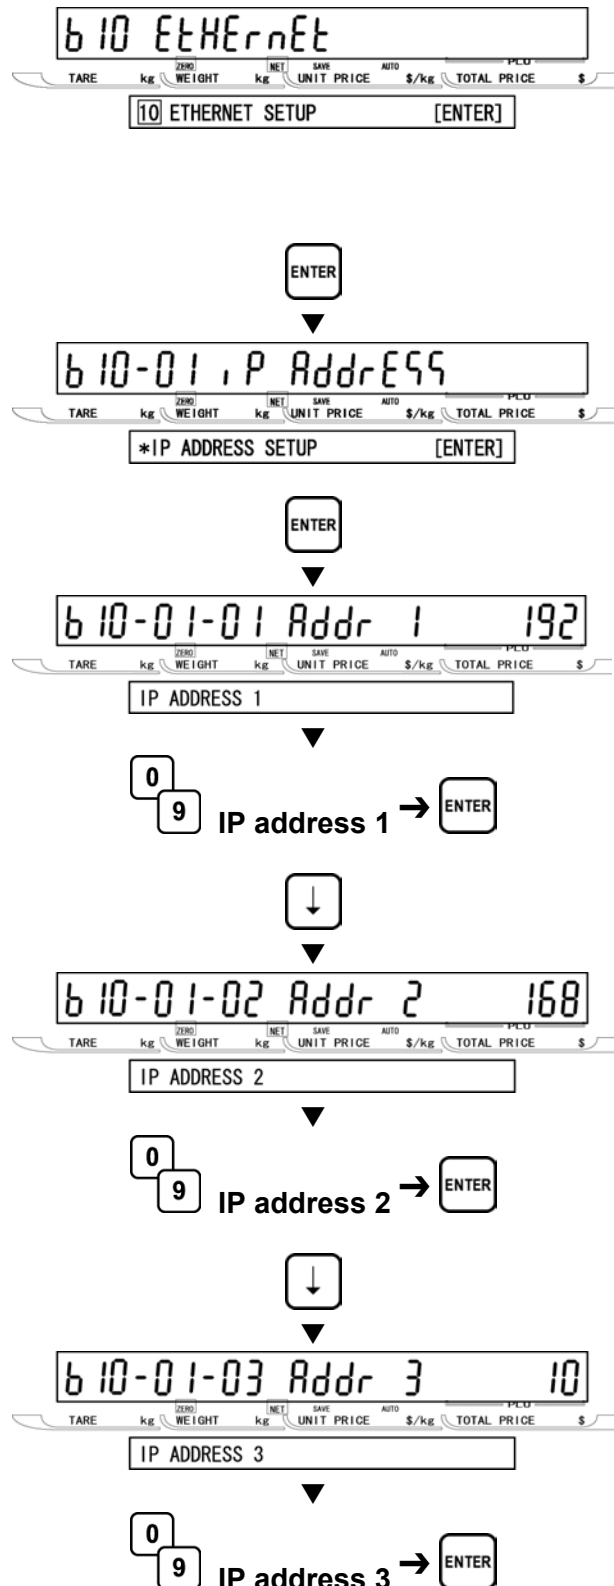 b10 EtHErnEt
ZERO NET SAVE AUTO PLU
TARE kg WEIGHT kg UNIT PRICE $/kg TOTAL PRICE $
10 ETHERNET SETUP [ENTER]
ENTER
▼
b10-01 iP AddrESS
ZERO NET SAVE AUTO PLU
TARE kg WEIGHT kg UNIT PRICE $/kg TOTAL PRICE $
*IP ADDRESS SETUP [ENTER]
ENTER
▼
b10-01-01 Addr 1 192
ZERO NET SAVE AUTO PLU
TARE kg WEIGHT kg UNIT PRICE $/kg TOTAL PRICE $
IP ADDRESS 1
▼
0
9 IP address 1 → ENTER
↓
▼
b10-01-02 Addr 2 168
ZERO NET SAVE AUTO PLU
TARE kg WEIGHT kg UNIT PRICE $/kg TOTAL PRICE $
IP ADDRESS 2
▼
0
9 IP address 2 → ENTER
↓
▼
b10-01-03 Addr 3 10
ZERO NET SAVE AUTO PLU
TARE kg WEIGHT kg UNIT PRICE $/kg TOTAL PRICE $
IP ADDRESS 3
▼
0
9 IP address 3 → ENTER